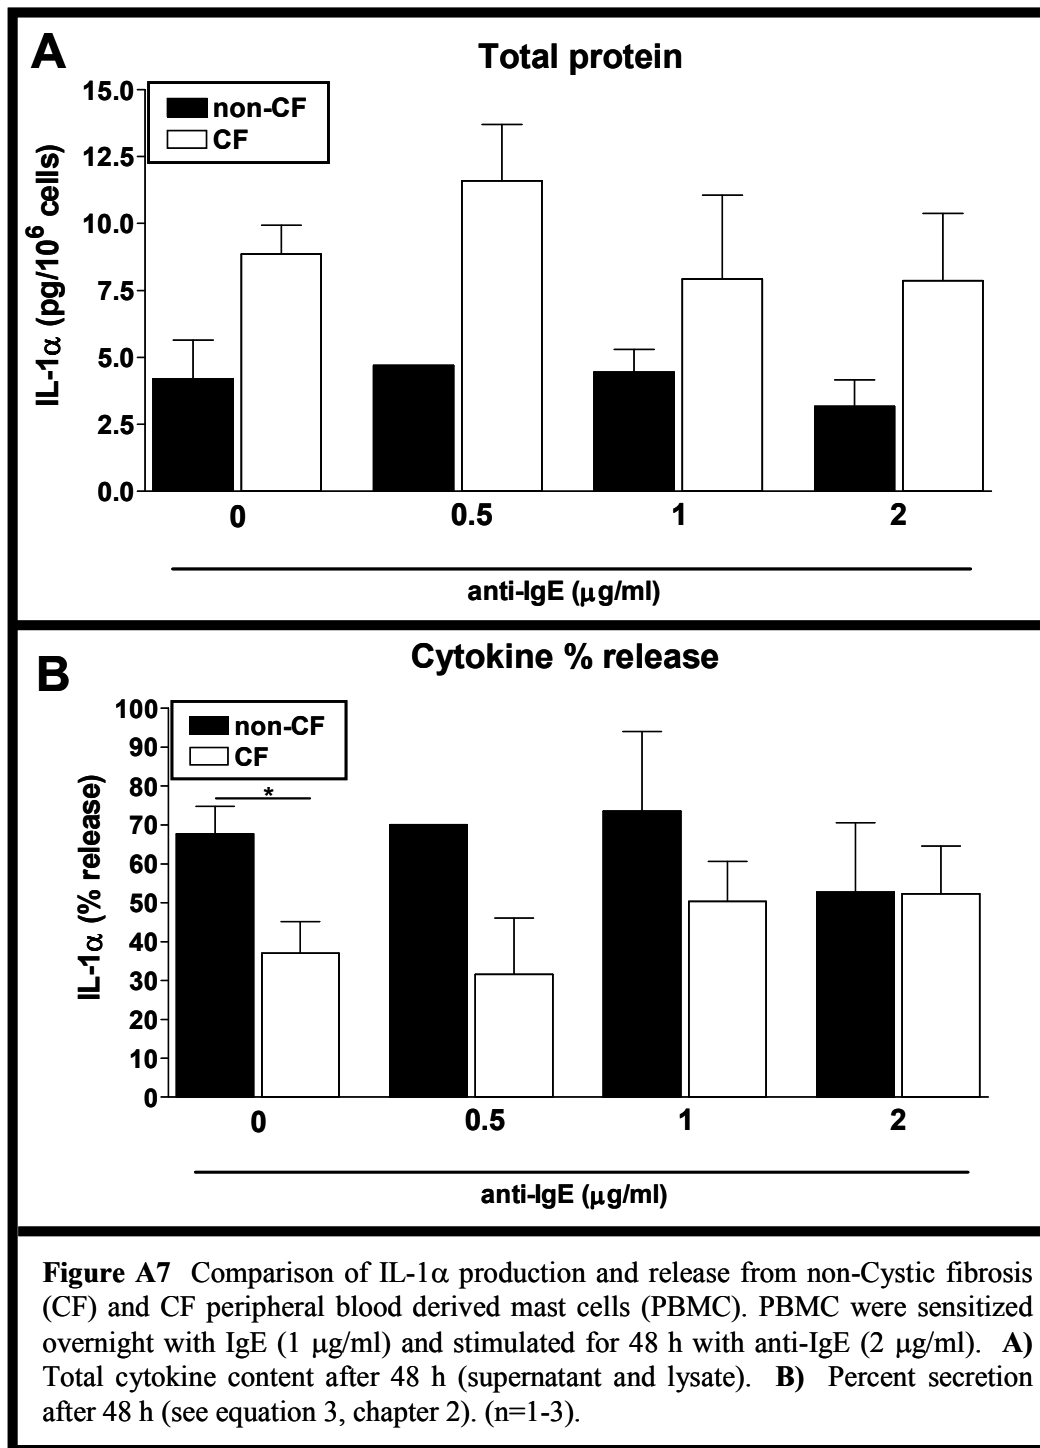 A
Total protein
15.0
12.5
10.0
7.5
5.0
2.5
0.0
IL-1α (pg/10⁶ cells)
non-CF
CF
0 0.5 1 2
anti-IgE (μg/ml)
B
Cytokine % release
100
90
80
70
60
50
40
30
20
10
0
IL-1α (% release)
non-CF
CF
*
0 0.5 1 2
anti-IgE (μg/ml)
Figure A7 Comparison of IL-1α production and release from non-Cystic fibrosis
(CF) and CF peripheral blood derived mast cells (PBMC). PBMC were sensitized
overnight with IgE (1 μg/ml) and stimulated for 48 h with anti-IgE (2 μg/ml). A)
Total cytokine content after 48 h (supernatant and lysate). B) Percent secretion
after 48 h (see equation 3, chapter 2). (n=1-3).